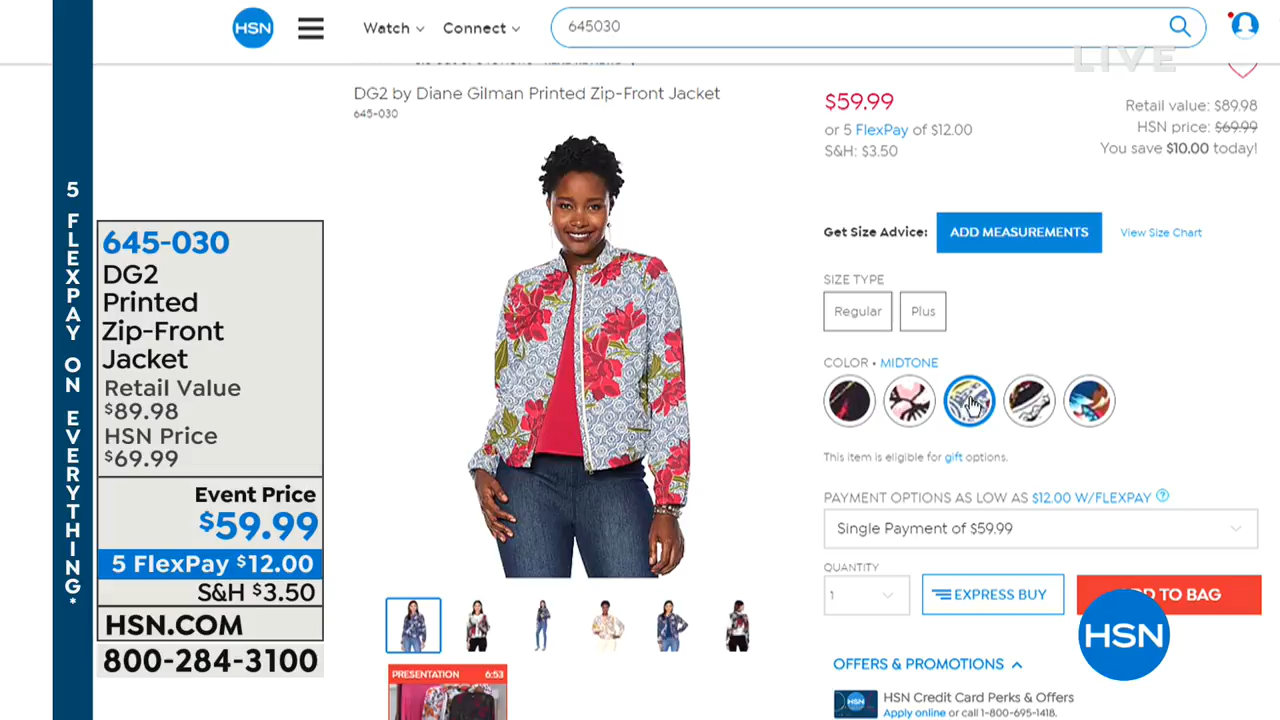 HSN
Watch
Connect
645030
LIVE
DG2 by Diane Gilman Printed Zip-Front Jacket
645-030
$59.99
or 5 FlexPay of $12.00
S&H: $3.50
Retail value: $89.98
HSN price: $69.99
You save $10.00 today!
Get Size Advice:
ADD MEASUREMENTS
View Size Chart
SIZE TYPE
Regular
Plus
COLOR • MIDTONE
This item is eligible for gift options.
PAYMENT OPTIONS AS LOW AS $12.00 W/FLEXPAY ?
Single Payment of $59.99
QUANTITY
1
EXPRESS BUY
TO BAG
HSN
OFFERS & PROMOTIONS
HSN
HSN Credit Card Perks & Offers
Apply online or call 1-800-695-1418.
PRESENTATION 6:53
5 FLEXPAY ON EVERYTHING*
645-030
DG2
Printed
Zip-Front
Jacket
Retail Value
$89.98
HSN Price
$69.99
Event Price
$59.99
5 FlexPay $12.00
S&H $3.50
HSN.COM
800-284-3100